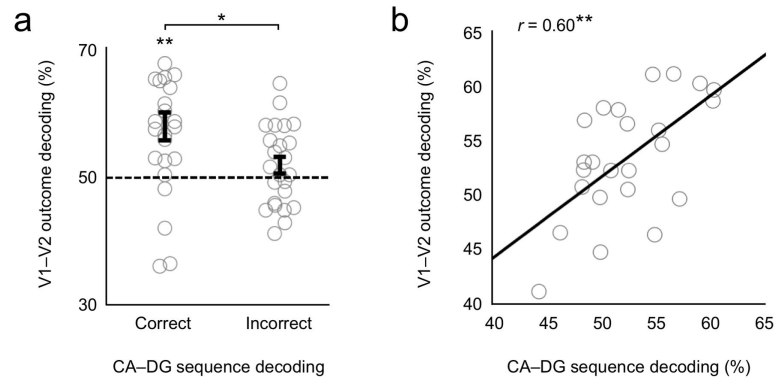 a
*
**
70
50
30
V1–V2 outcome decoding (%)
Correct
Incorrect
CA–DG sequence decoding
b
r = 0.60**
65
60
55
50
45
40
V1–V2 outcome decoding (%)
40 45 50 55 60 65
CA–DG sequence decoding (%)